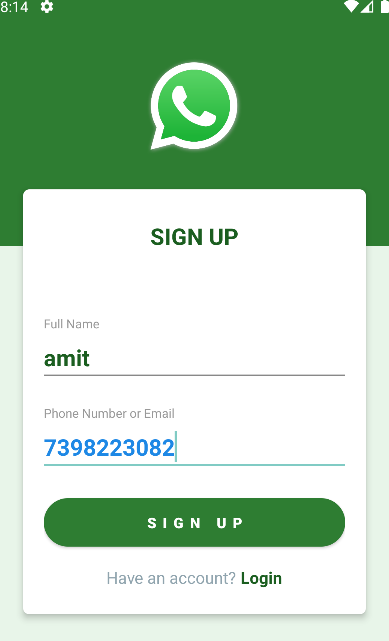 8:14
SIGN UP
Full Name
amit
Phone Number or Email
7398223082
SIGN UP
Have an account? Login